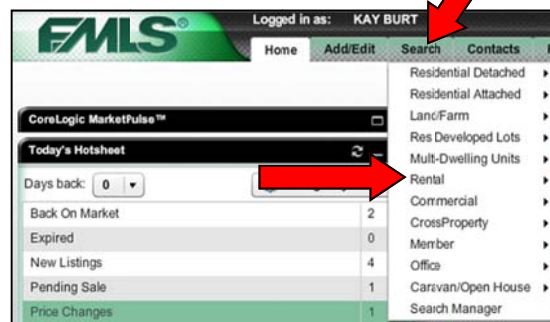 FMLS®
Logged in as: KAY BURT
Home Add/Edit Search Contacts
Residential Detached
Residential Attached
Land/Farm
Res Developed Lots
Mult-Dwelling Units
Rental
Commercial
CrossProperty
Member
Office
Caravan/Open House
Search Manager
CoreLogic MarketPulse™
Today's Hotsheet
Days back: 0
Back On Market 2
Expired 0
New Listings 4
Pending Sale 1
Price Changes 1